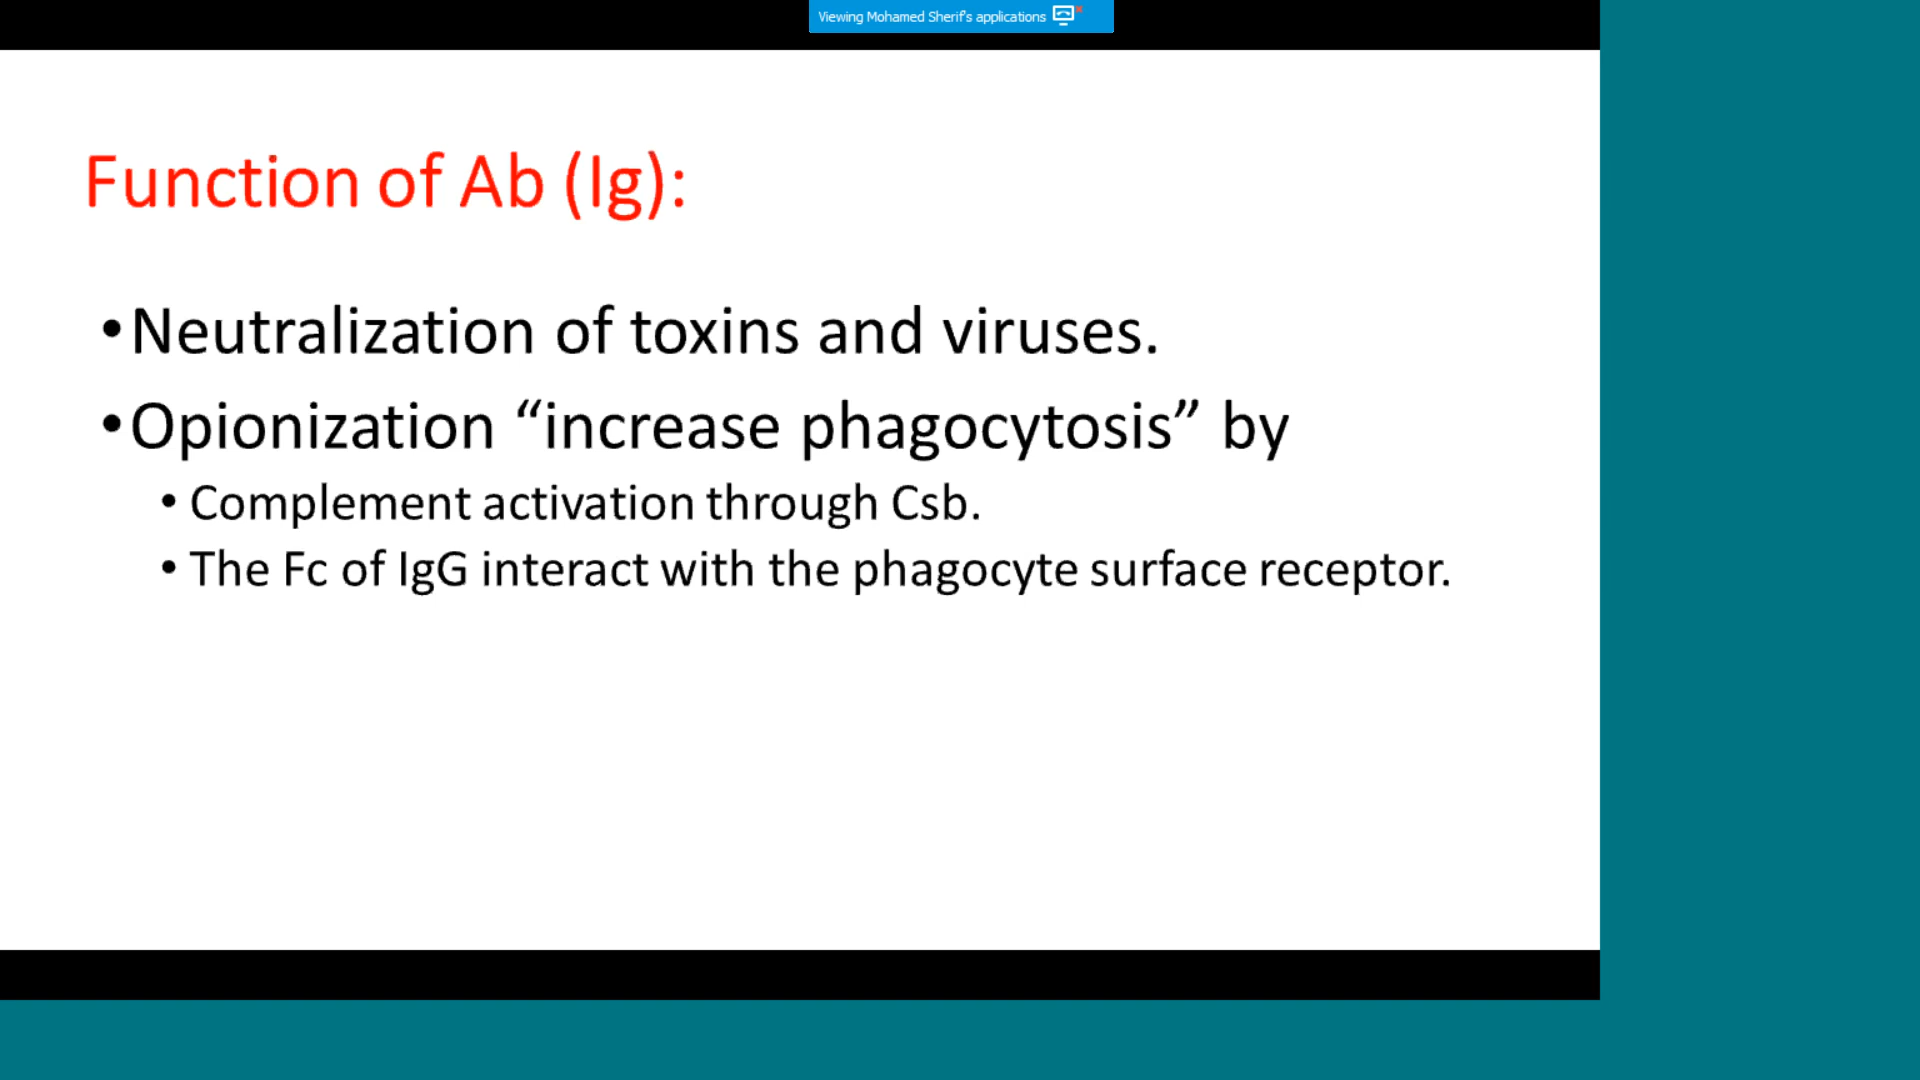 Viewing Mohamed Sherif's applications
Function of Ab (Ig):
•Neutralization of toxins and viruses.
•Opionization “increase phagocytosis” by
• Complement activation through Csb.
• The Fc of IgG interact with the phagocyte surface receptor.